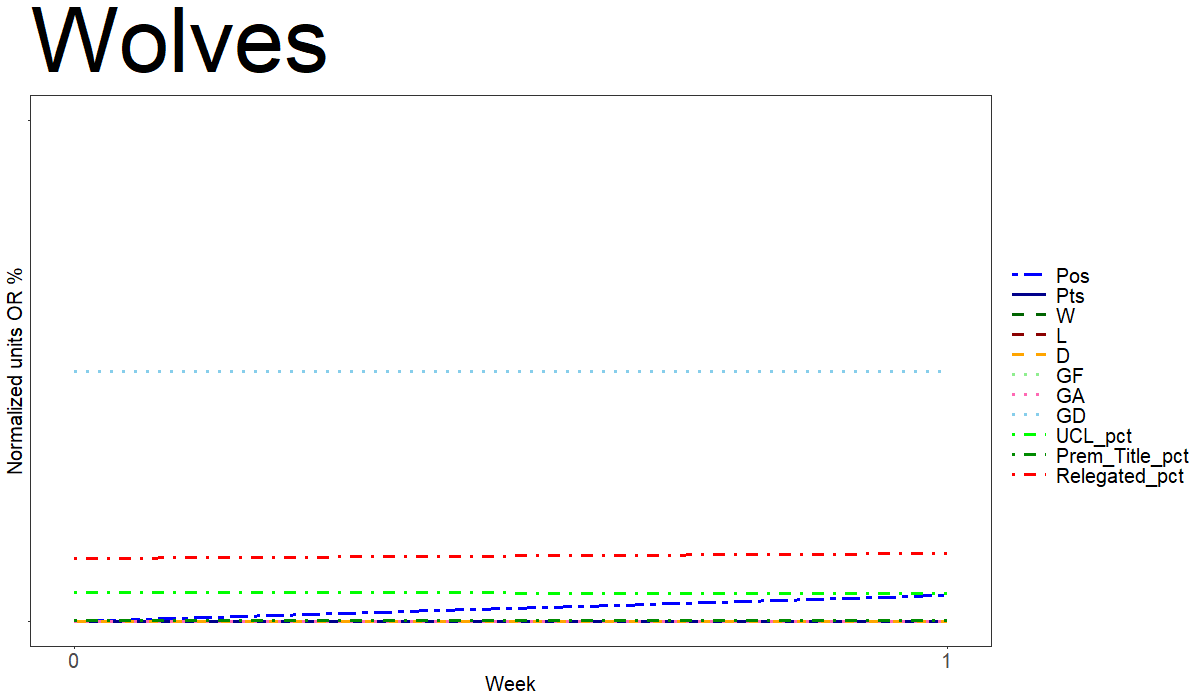 Wolves
Normalized units OR %
Pos
Pts
W
L
D
GF
GA
GD
UCL_pct
Prem_Title_pct
Relegated_pct
0
1
Week